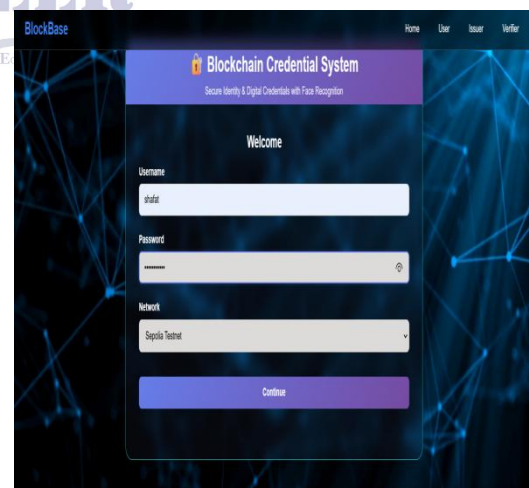 BlockBase
Home User Issuer Verifier
Blockchain Credential System
Secure Identity & Digital Credentials with Face Recognition
Welcome
Username
shafat
Password
Network
Sepolia Testnet
Continue